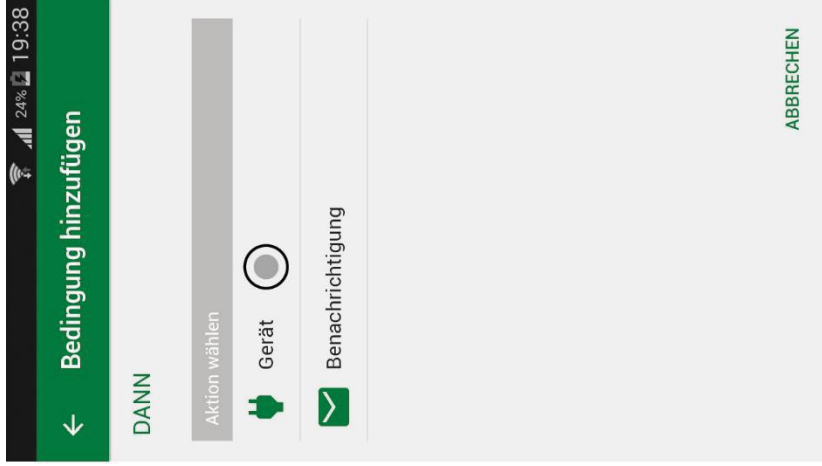 24% 19:38
Bedingung hinzufügen
DANN
Aktion wählen
Gerät
Benachrichtigung
ABBRECHEN